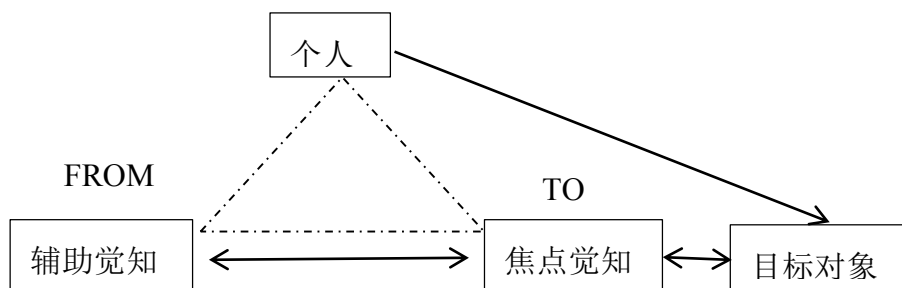 个人
FROM
TO
辅助觉知
焦点觉知
目标对象